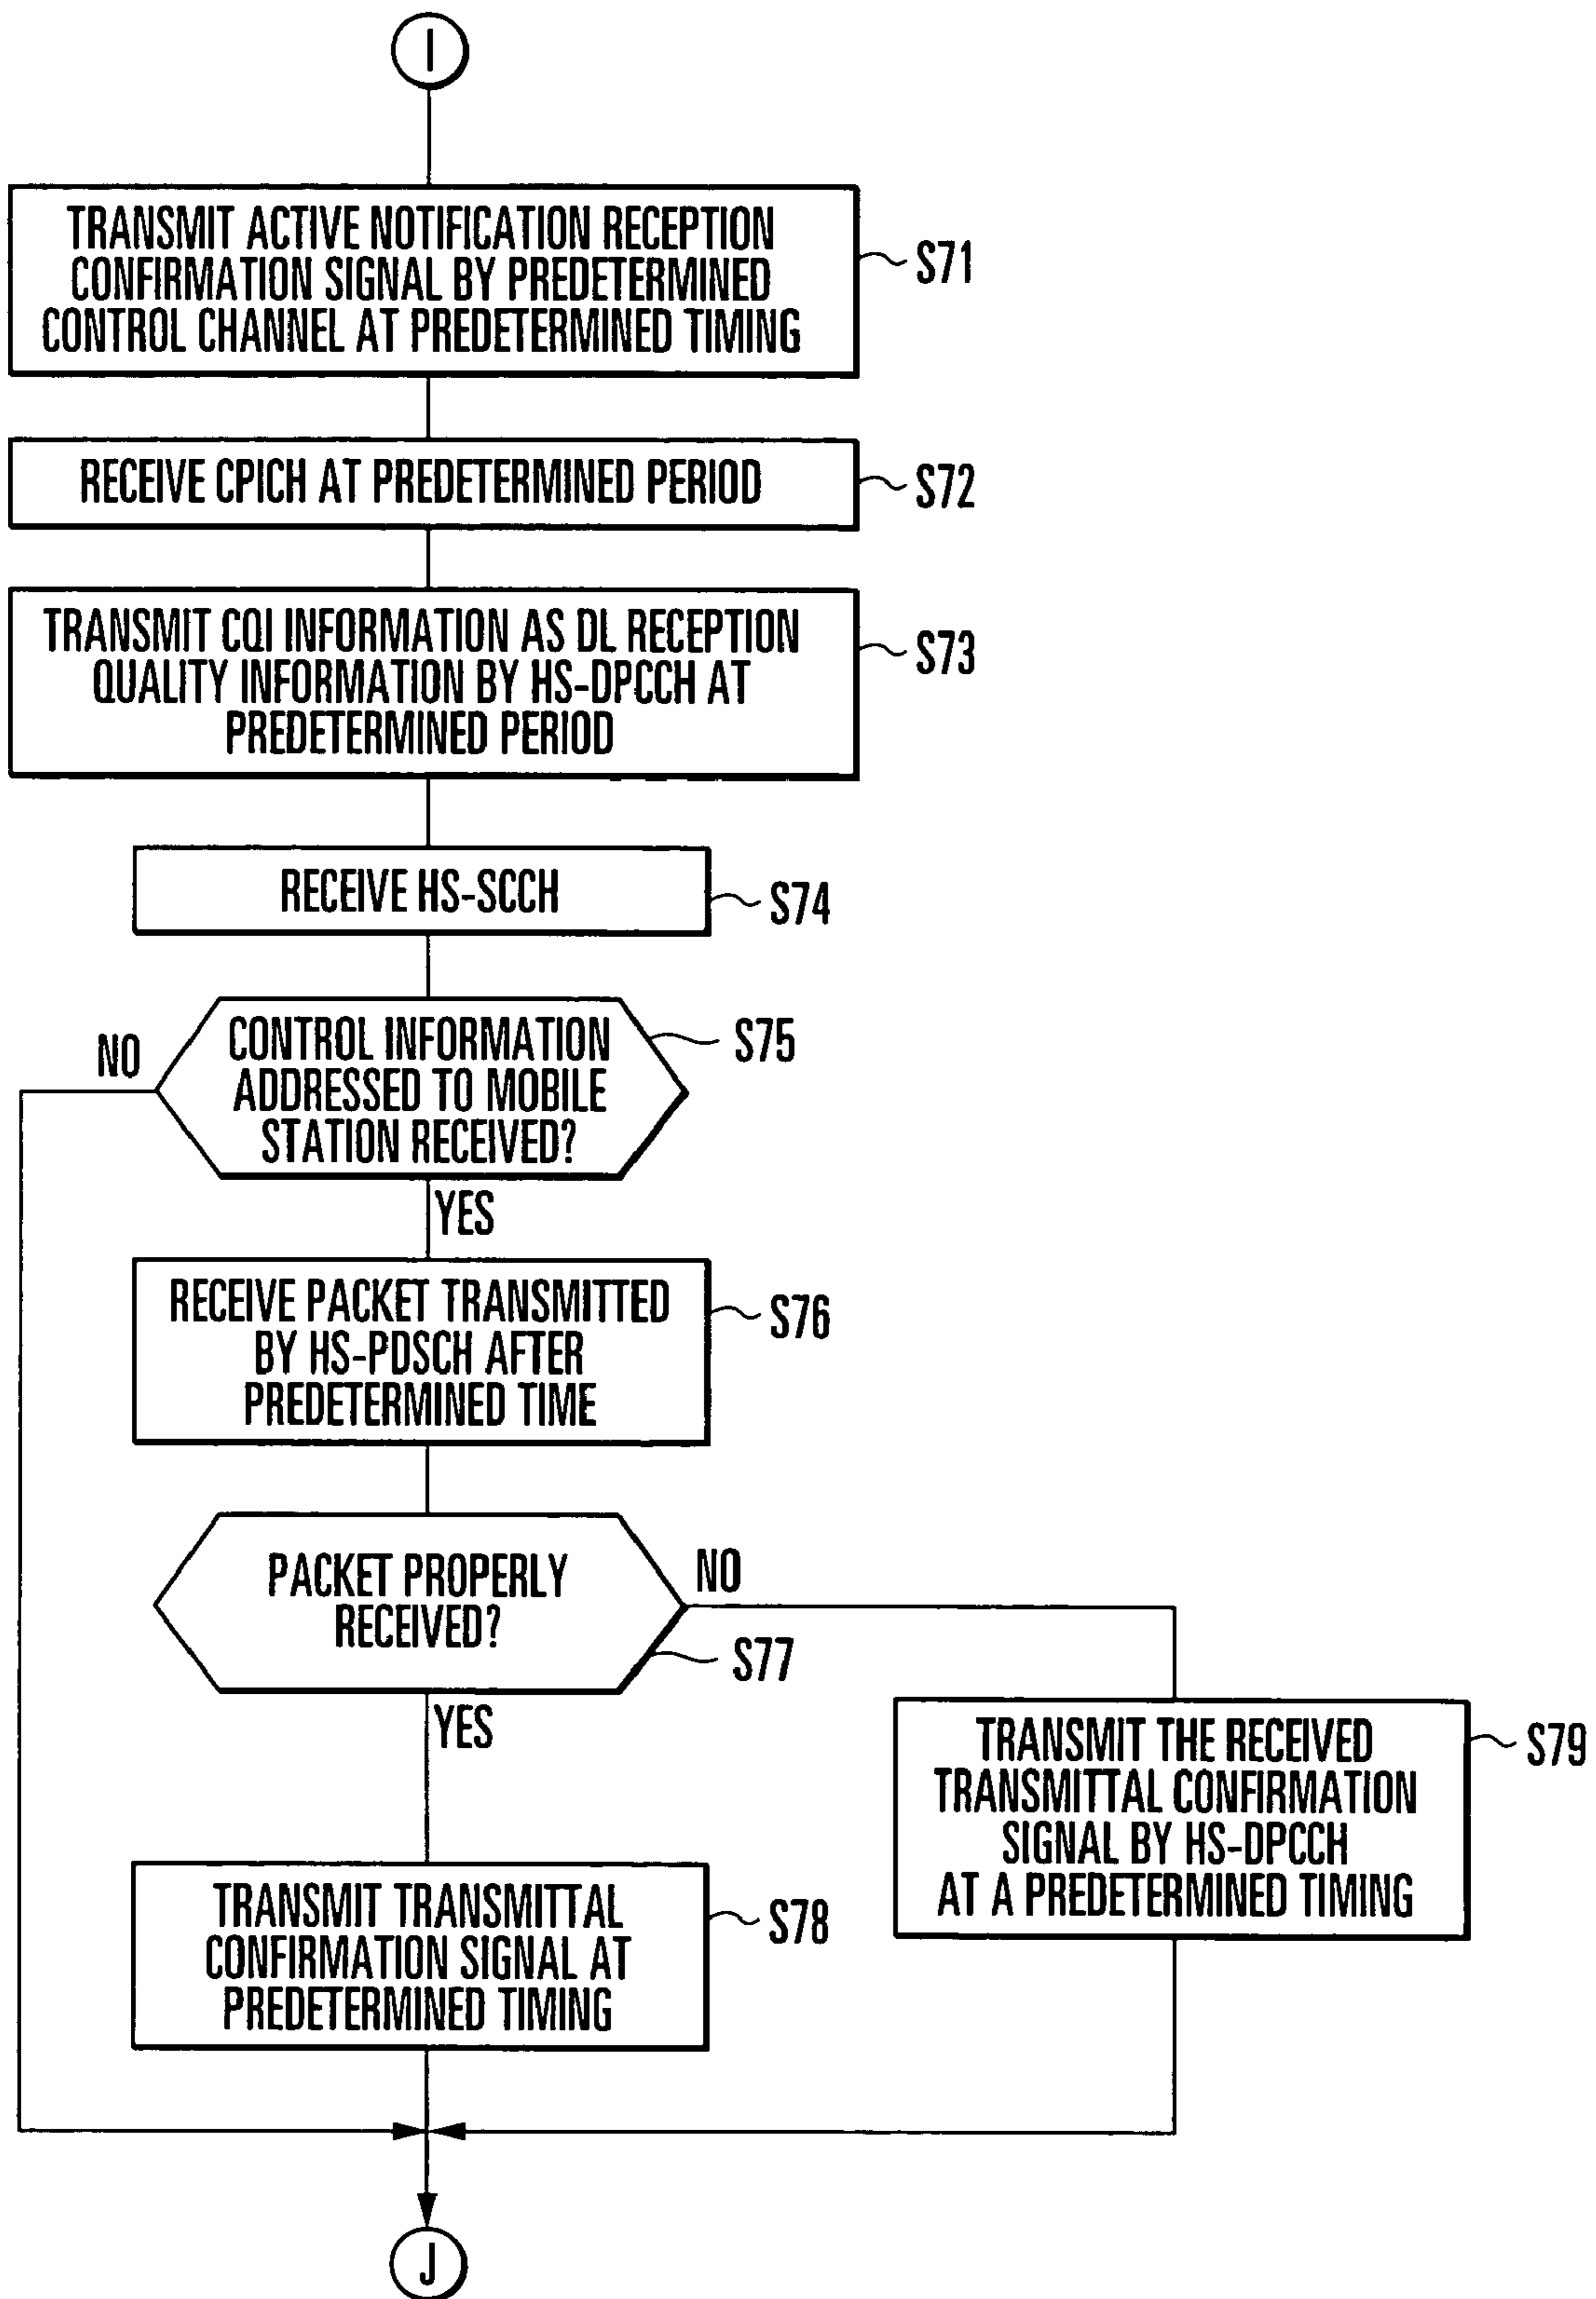 I
TRANSMIT ACTIVE NOTIFICATION RECEPTION
CONFIRMATION SIGNAL BY PREDETERMINED
CONTROL CHANNEL AT PREDETERMINED TIMING
S71
RECEIVE CPICH AT PREDETERMINED PERIOD
S72
TRANSMIT CQI INFORMATION AS DL RECEPTION
QUALITY INFORMATION BY HS-DPCCH AT
PREDETERMINED PERIOD
S73
RECEIVE HS-SCCH
S74
CONTROL INFORMATION
ADDRESSED TO MOBILE
STATION RECEIVED?
S75
NO
YES
RECEIVE PACKET TRANSMITTED
BY HS-PDSCH AFTER
PREDETERMINED TIME
S76
PACKET PROPERLY
RECEIVED?
NO
S77
YES
TRANSMIT THE RECEIVED
TRANSMITTAL CONFIRMATION
SIGNAL BY HS-DPCCH
AT A PREDETERMINED TIMING
S79
TRANSMIT TRANSMITTAL
CONFIRMATION SIGNAL AT
PREDETERMINED TIMING
S78
J